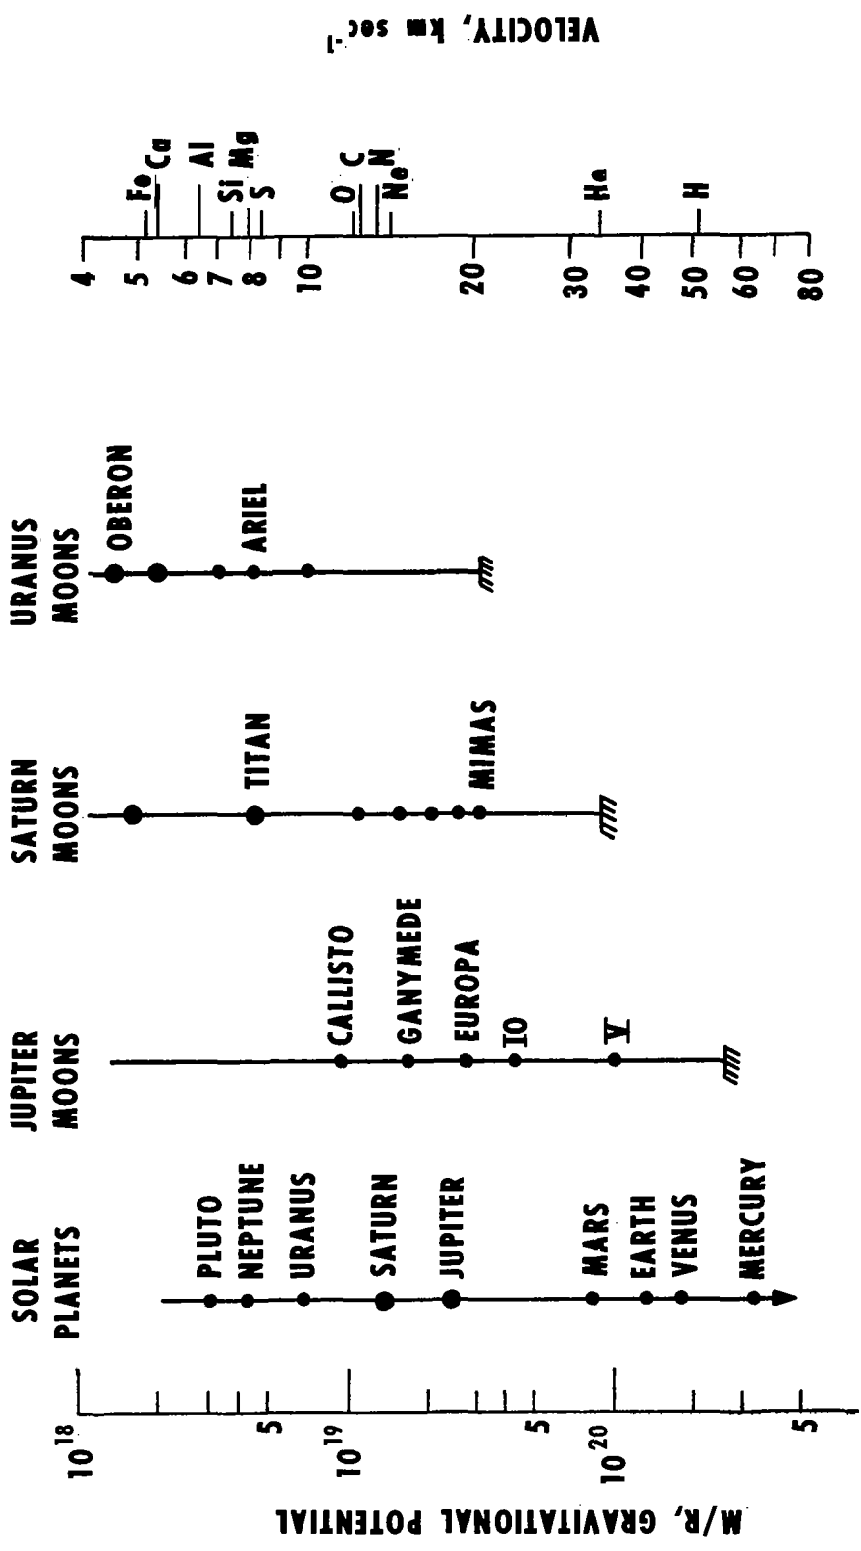 M/R, GRAVITATIONAL POTENTIAL
10^18
5
10^19
5
10^20
5
SOLAR
PLANETS
PLUTO
NEPTUNE
URANUS
SATURN
JUPITER
MARS
EARTH
VENUS
MERCURY
JUPITER
MOONS
CALLISTO
GANYMEDE
EUROPA
IO
V
SATURN
MOONS
TITAN
MIMAS
URANUS
MOONS
OBERON
ARIEL
4
5
6
7
8
10
20
30
40
50
60
80
Fe
Ca
Al
Si
Mg
S
O
C
N
Ne
He
H
VELOCITY, km sec^-1